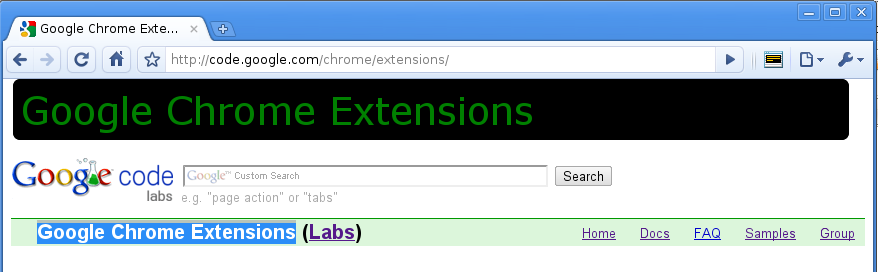 Google Chrome Exte...
http://code.google.com/chrome/extensions/
Google Chrome Extensions
Google code
labs
Google™ Custom Search
Search
e.g. "page action" or "tabs"
Google Chrome Extensions (Labs)
Home Docs FAQ Samples Group